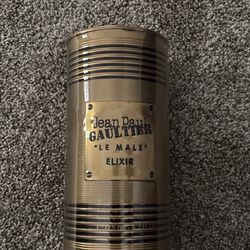 Jean Paul
GAULTIER
"LE MALE"
ELIXIR